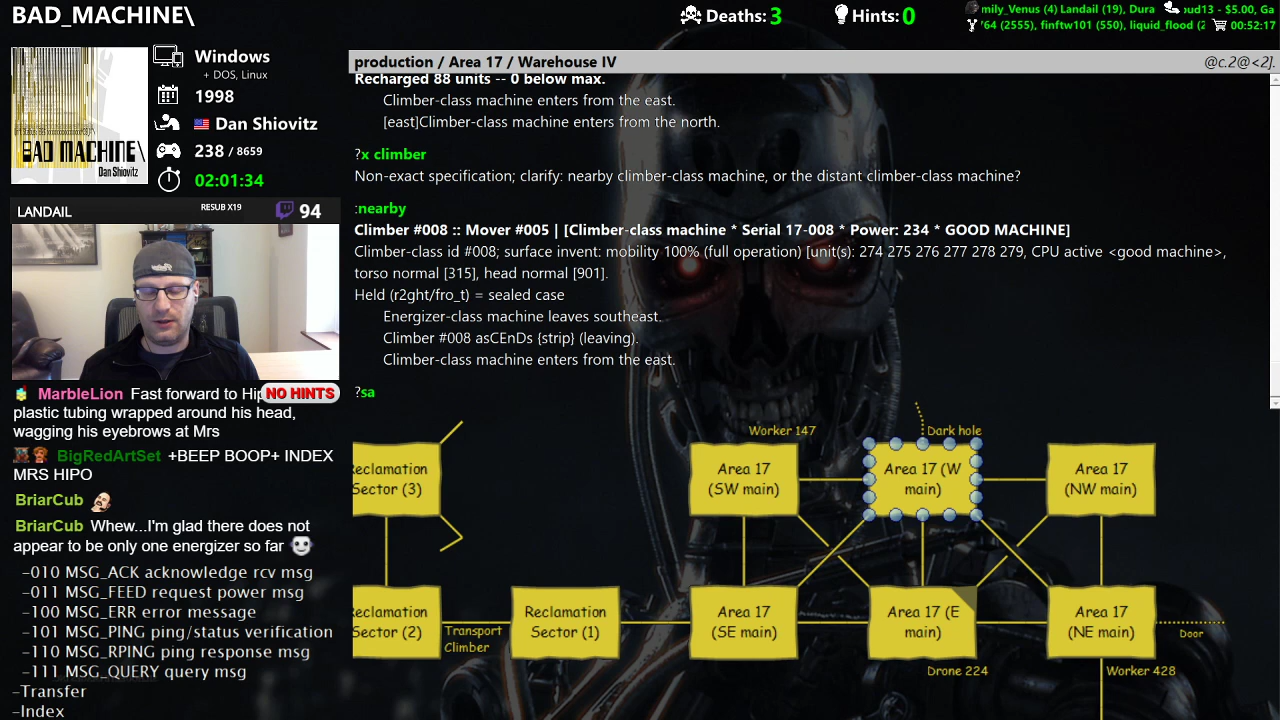 BAD_MACHINE\
Deaths: 3
Hints: 0
mily_Venus (4) Landail (19), Dura
oud13 - $5.00, Ga
'64 (2555), finftw101 (550), liquid_flood (2
00:52:17
Windows
+ DOS, Linux
1998
Dan Shiovitz
238 / 8659
02:01:34
BAD MACHINE\
Dan Shiovitz
LANDAIL
RESUB X19
94
NO HINTS
MarbleLion Fast forward to Hip
plastic tubing wrapped around his head,
wagging his eyebrows at Mrs
BigRedArtSet +BEEP BOOP+ INDEX
MRS HIPO
BriarCub
BriarCub Whew...I'm glad there does not
appear to be only one energizer so far
-010 MSG_ACK acknowledge rcv msg
-011 MSG_FEED request power msg
-100 MSG_ERR error message
-101 MSG_PING ping/status verification
-110 MSG_RPING ping response msg
-111 MSG_QUERY query msg
-Transfer
-Index
production / Area 17 / Warehouse IV
@c.2@<2].
Recharged 88 units -- 0 below max.
Climber-class machine enters from the east.
[east]Climber-class machine enters from the north.
?x climber
Non-exact specification; clarify: nearby climber-class machine, or the distant climber-class machine?
:nearby
Climber #008 :: Mover #005 | [Climber-class machine * Serial 17-008 * Power: 234 * GOOD MACHINE]
Climber-class id #008; surface invent: mobility 100% (full operation) [unit(s): 274 275 276 277 278 279, CPU active <good machine>,
torso normal [315], head normal [901].
Held (r2ght/fro_t) = sealed case
Energizer-class machine leaves southeast.
Climber #008 asCEnDs {strip} (leaving).
Climber-class machine enters from the east.
?sa
Worker 147
Dark hole
Reclamation
Sector (3)
Area 17
(SW main)
Area 17 (W
main)
Area 17
(NW main)
Reclamation
Sector (2)
Transport
Climber
Reclamation
Sector (1)
Area 17
(SE main)
Area 17 (E
main)
Area 17
(NE main)
Door
Drone 224
Worker 428